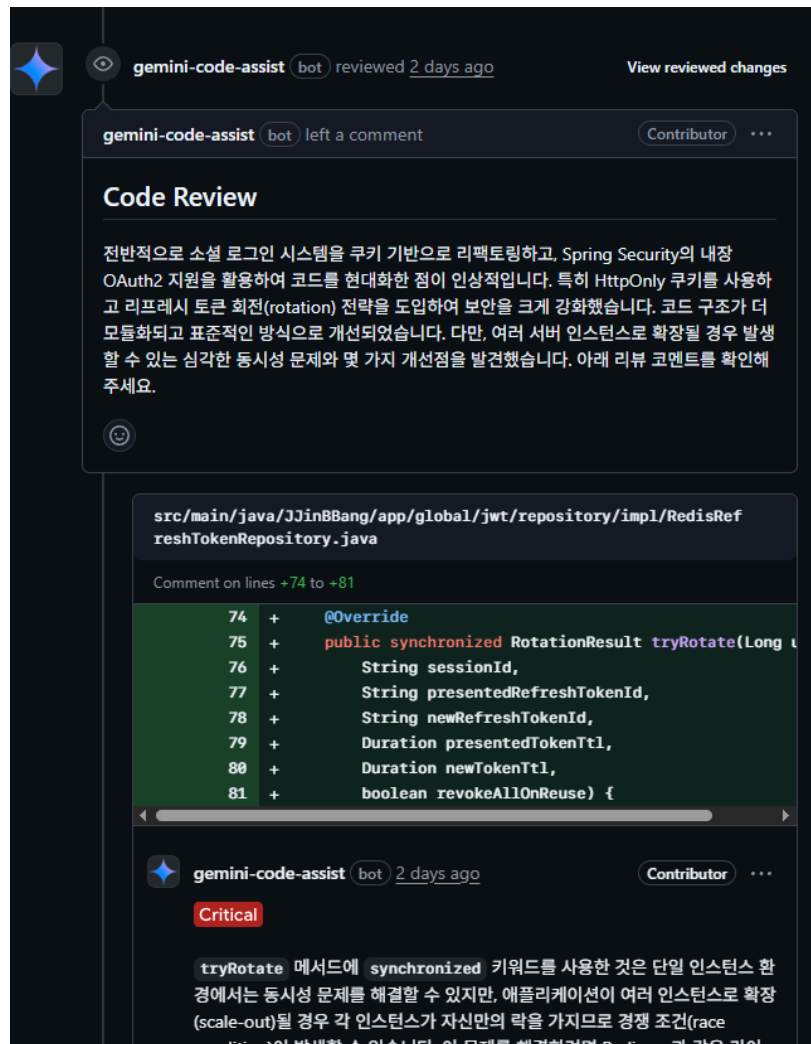 gemini-code-assist bot reviewed 2 days ago View reviewed changes
gemini-code-assist bot left a comment Contributor ...
Code Review
전반적으로 소셜 로그인 시스템을 쿠키 기반으로 리팩토링하고, Spring Security의 내장
OAuth2 지원을 활용하여 코드를 현대화한 점이 인상적입니다. 특히 HttpOnly 쿠키를 사용하
고 리프레시 토큰 회전(rotation) 전략을 도입하여 보안을 크게 강화했습니다. 코드 구조가 더
모듈화되고 표준적인 방식으로 개선되었습니다. 다만, 여러 서버 인스턴스로 확장될 경우 발생
할 수 있는 심각한 동시성 문제와 몇 가지 개선점을 발견했습니다. 아래 리뷰 코멘트를 확인해
주세요.
src/main/java/JJinBBang/app/global/jwt/repository/impl/RedisRef
reshTokenRepository.java
Comment on lines +74 to +81
74 + @Override
75 + public synchronized RotationResult tryRotate(Long
76 + String sessionId,
77 + String presentedRefreshTokenId,
78 + String newRefreshTokenId,
79 + Duration presentedTokenTtl,
80 + Duration newTokenTtl,
81 + boolean revokeAllOnReuse) {
gemini-code-assist bot 2 days ago Contributor ...
Critical
tryRotate 메서드에 synchronized 키워드를 사용한 것은 단일 인스턴스 환
경에서는 동시성 문제를 해결할 수 있지만, 애플리케이션이 여러 인스턴스로 확장
(scale-out)될 경우 각 인스턴스가 자신만의 락을 가지므로 경쟁 조건(race